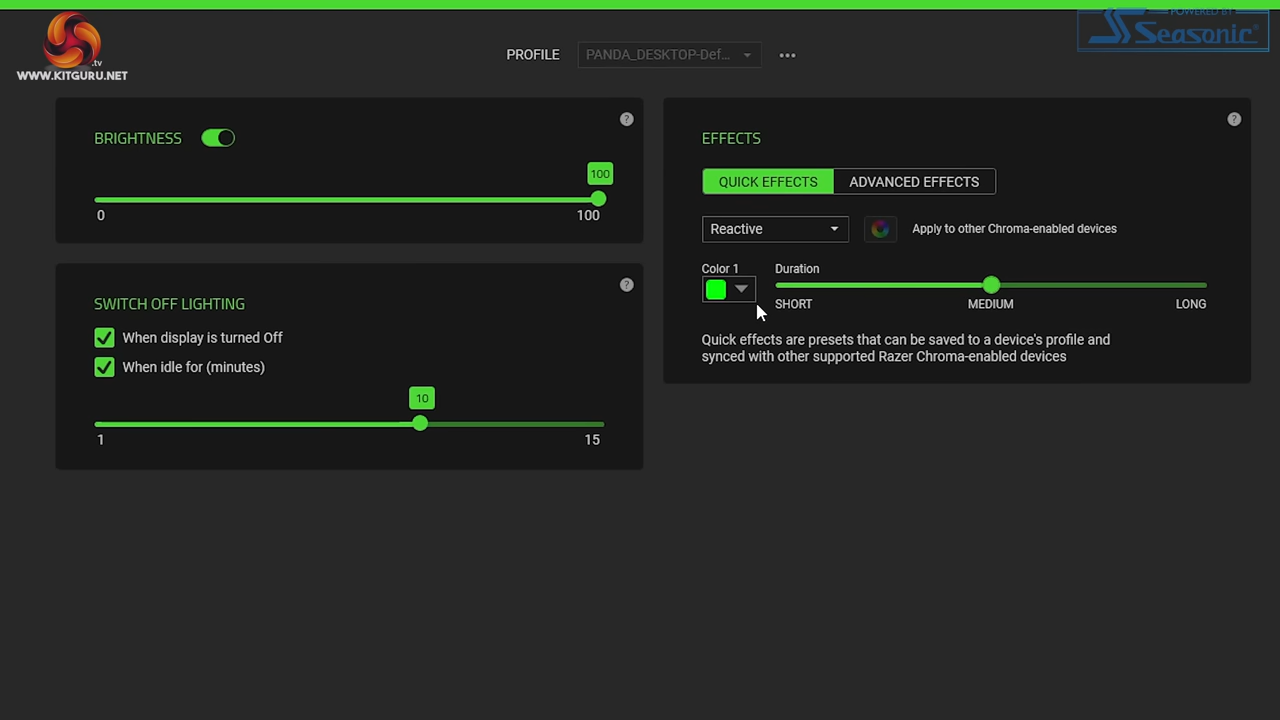 POWERED BY
Seasonic
.tv
WWW.KITGURU.NET
PROFILE
PANDA_DESKTOP-Def...
BRIGHTNESS
100
0
100
SWITCH OFF LIGHTING
When display is turned Off
When idle for (minutes)
10
1
15
EFFECTS
QUICK EFFECTS
ADVANCED EFFECTS
Reactive
Apply to other Chroma-enabled devices
Color 1
Duration
SHORT
MEDIUM
LONG
Quick effects are presets that can be saved to a device's profile and
synced with other supported Razer Chroma-enabled devices